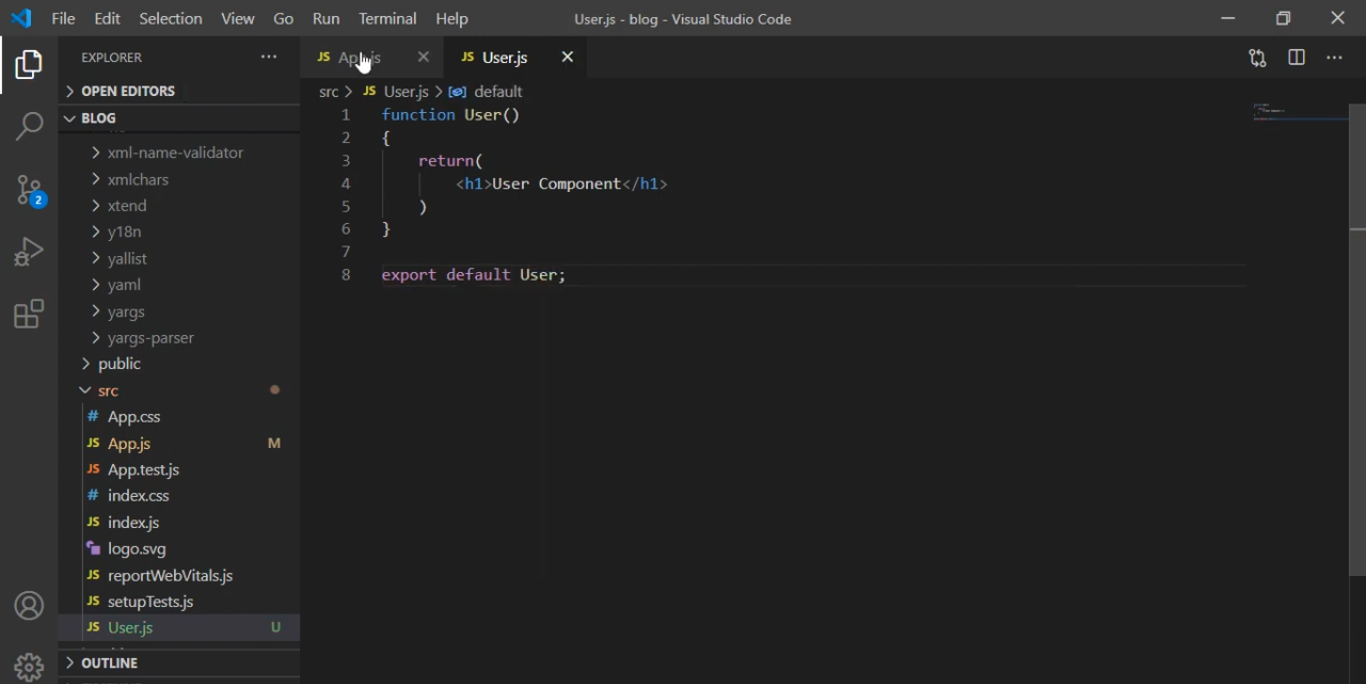 File Edit Selection View Go Run Terminal Help User.js - blog - Visual Studio Code
EXPLORER
JS App.js
JS User.js
OPEN EDITORS
src > JS User.js > default
BLOG
1 function User()
2 {
3 return(
4 <h1>User Component</h1>
5 )
6 }
7
8 export default User;
xml-name-validator
xmlchars
xtend
y18n
yallist
yaml
yargs
yargs-parser
public
src
# App.css
JS App.js M
JS App.test.js
# index.css
JS index.js
logo.svg
JS reportWebVitals.js
JS setupTests.js
JS User.js U
OUTLINE
2